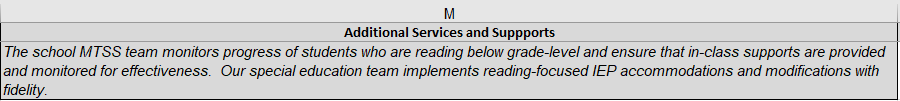 M
Additional Services and Suppports
The school MTSS team monitors progress of students who are reading below grade-level and ensure that in-class supports are provided
and monitored for effectiveness.  Our special education team implements reading-focused IEP accommodations and modifications with
fidelity.